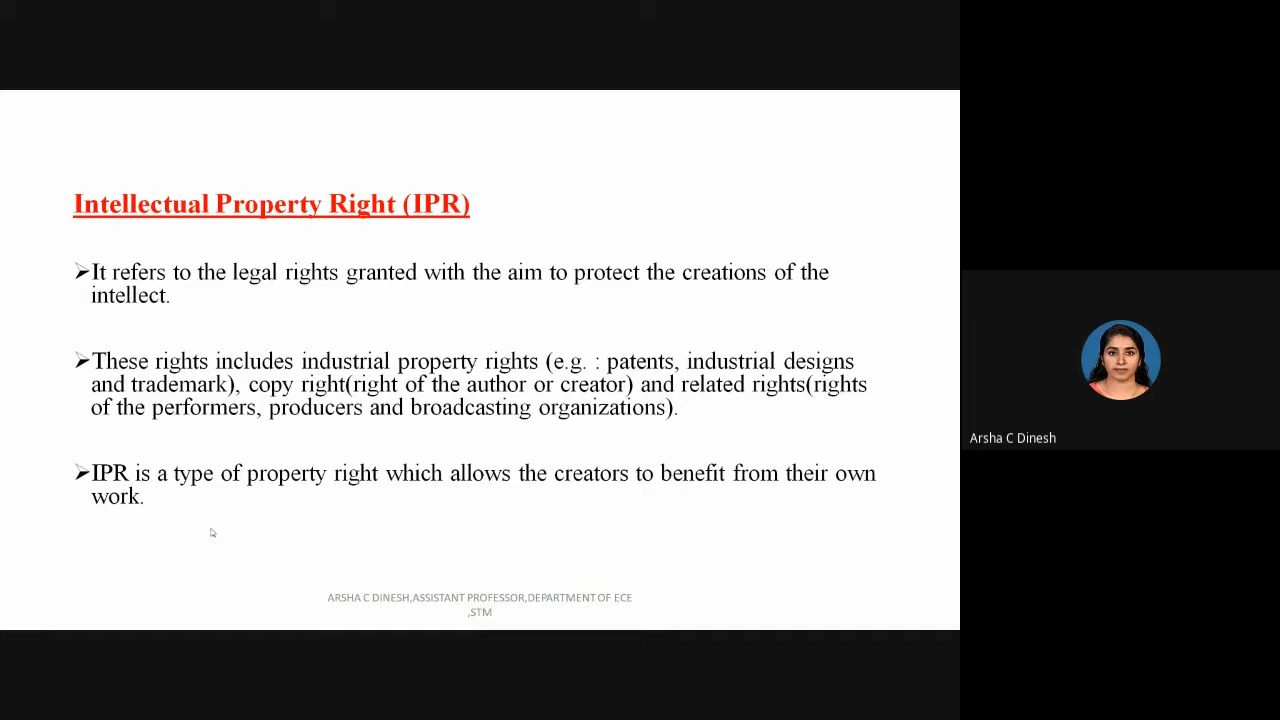 Intellectual Property Right (IPR)
➢It refers to the legal rights granted with the aim to protect the creations of the
intellect.
➢These rights includes industrial property rights (e.g. : patents, industrial designs
and trademark), copy right(right of the author or creator) and related rights(rights
of the performers, producers and broadcasting organizations).
➢IPR is a type of property right which allows the creators to benefit from their own
work.
ARSHA C DINESH,ASSISTANT PROFESSOR,DEPARTMENT OF ECE
,STM
Arsha C Dinesh